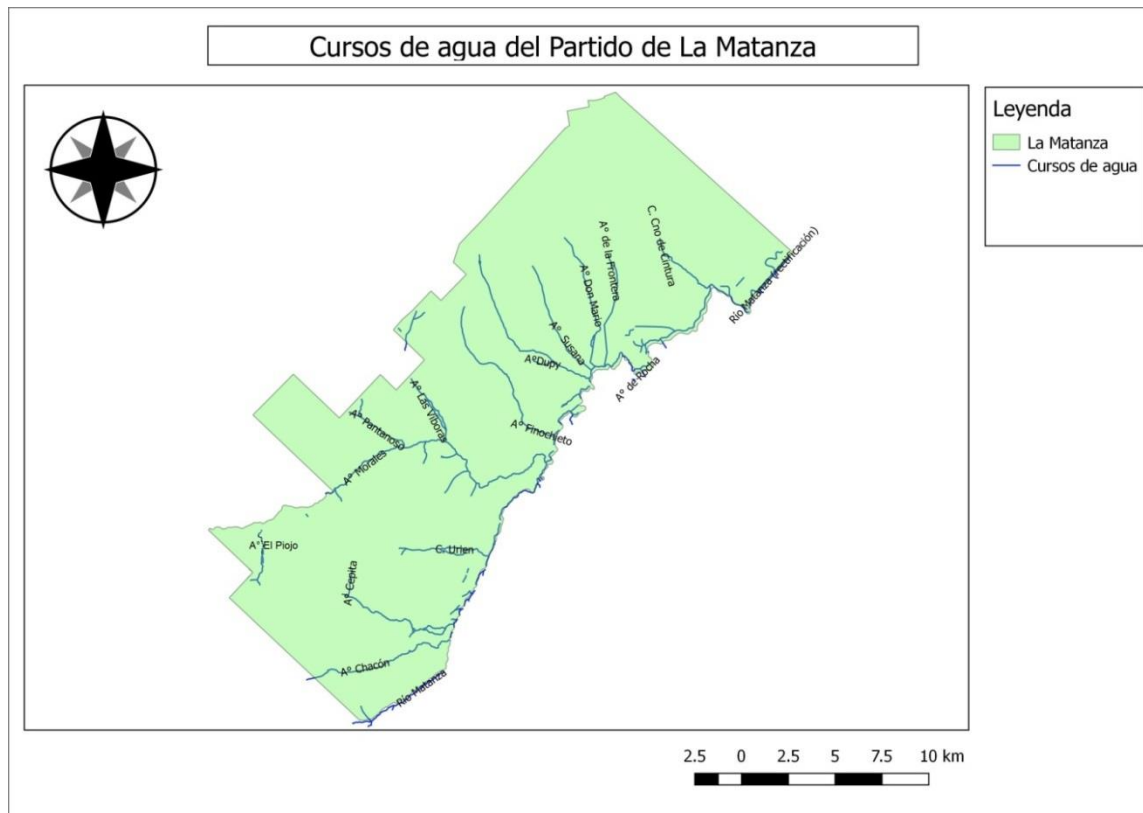 Cursos de agua del Partido de La Matanza
Leyenda
La Matanza
Cursos de agua
C. Cno de Cintura
Aº de la Frontera
Río Matanza (rectificación)
Aº Don Mario
Aº. Susana
AºDupy
Aº de Rocha
Aº Las Víboras
Aº Pantanoso
Aº Finochieto
Aº Morales
Aº El Piojo
C. Urien
Aº Cepita
Aº Chacón
Río Matanza
2.5 0 2.5 5 7.5 10 km